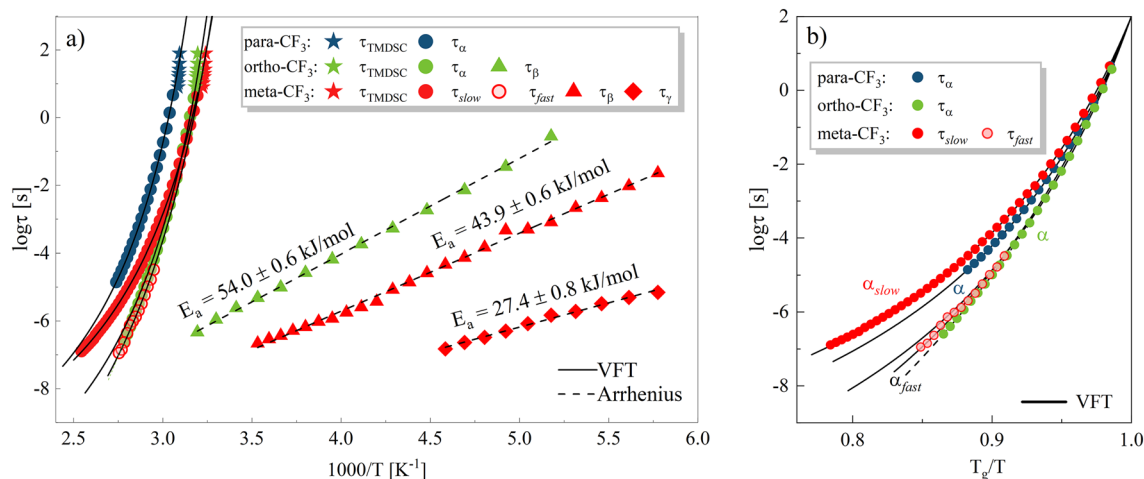 a)
para-CF3: τTMDSC τα
ortho-CF3: τTMDSC τα τβ
meta-CF3: τTMDSC τslow τfast τβ τγ
Ea = 54.0 ± 0.6 kJ/mol
Ea = 43.9 ± 0.6 kJ/mol
Ea = 27.4 ± 0.8 kJ/mol
VFT
Arrhenius
logτ [s]
2
0
-2
-4
-6
-8
2.5 3.0 3.5 4.0 4.5 5.0 5.5 6.0
1000/T [K-1]
b)
para-CF3: τα
ortho-CF3: τα
meta-CF3: τslow τfast
α
αslow
α
αfast
VFT
logτ [s]
2
0
-2
-4
-6
-8
0.8 0.9 1.0
Tg/T